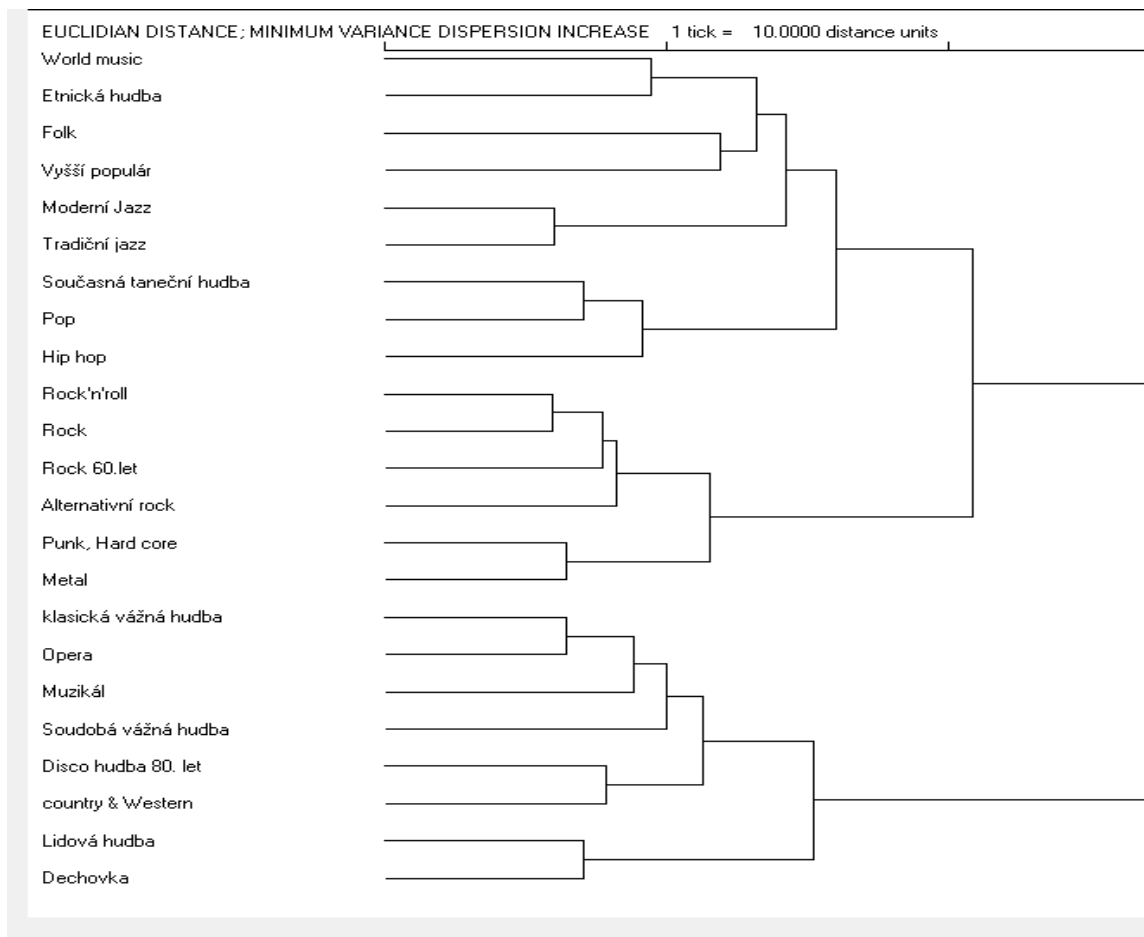 EUCLIDIAN DISTANCE; MINIMUM VARIANCE DISPERSION INCREASE 1 tick = 10.0000 distance units
World music
Etnická hudba
Folk
Vyšší populár
Moderní Jazz
Tradiční jazz
Současná taneční hudba
Pop
Hip hop
Rock'n'roll
Rock
Rock 60.let
Alternativní rock
Punk, Hard core
Metal
klasická vážná hudba
Opera
Muzikál
Soudobá vážná hudba
Disco hudba 80. let
country & Western
Lidová hudba
Dechovka